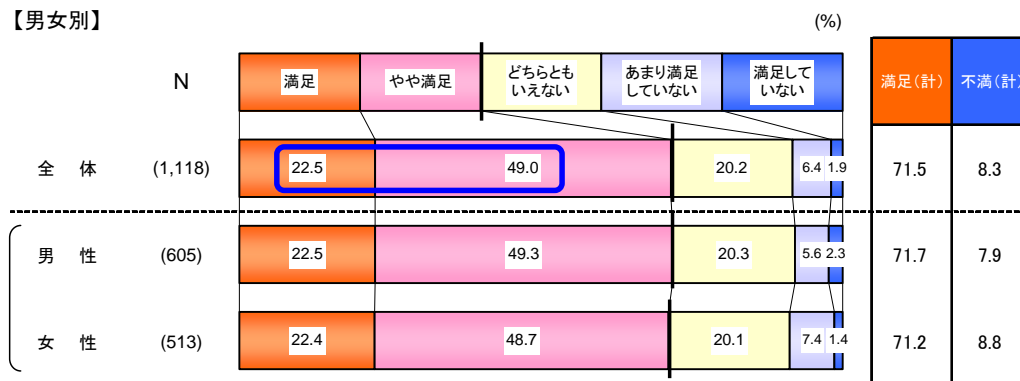 【男女別】
(%)
N
満足
やや満足
どちらとも
いえない
あまり満足
していない
満足して
いない
満足(計)
不満(計)
全 体 (1,118) 22.5 49.0 20.2 6.4 1.9 71.5 8.3
男 性 (605) 22.5 49.3 20.3 5.6 2.3 71.7 7.9
女 性 (513) 22.4 48.7 20.1 7.4 1.4 71.2 8.8